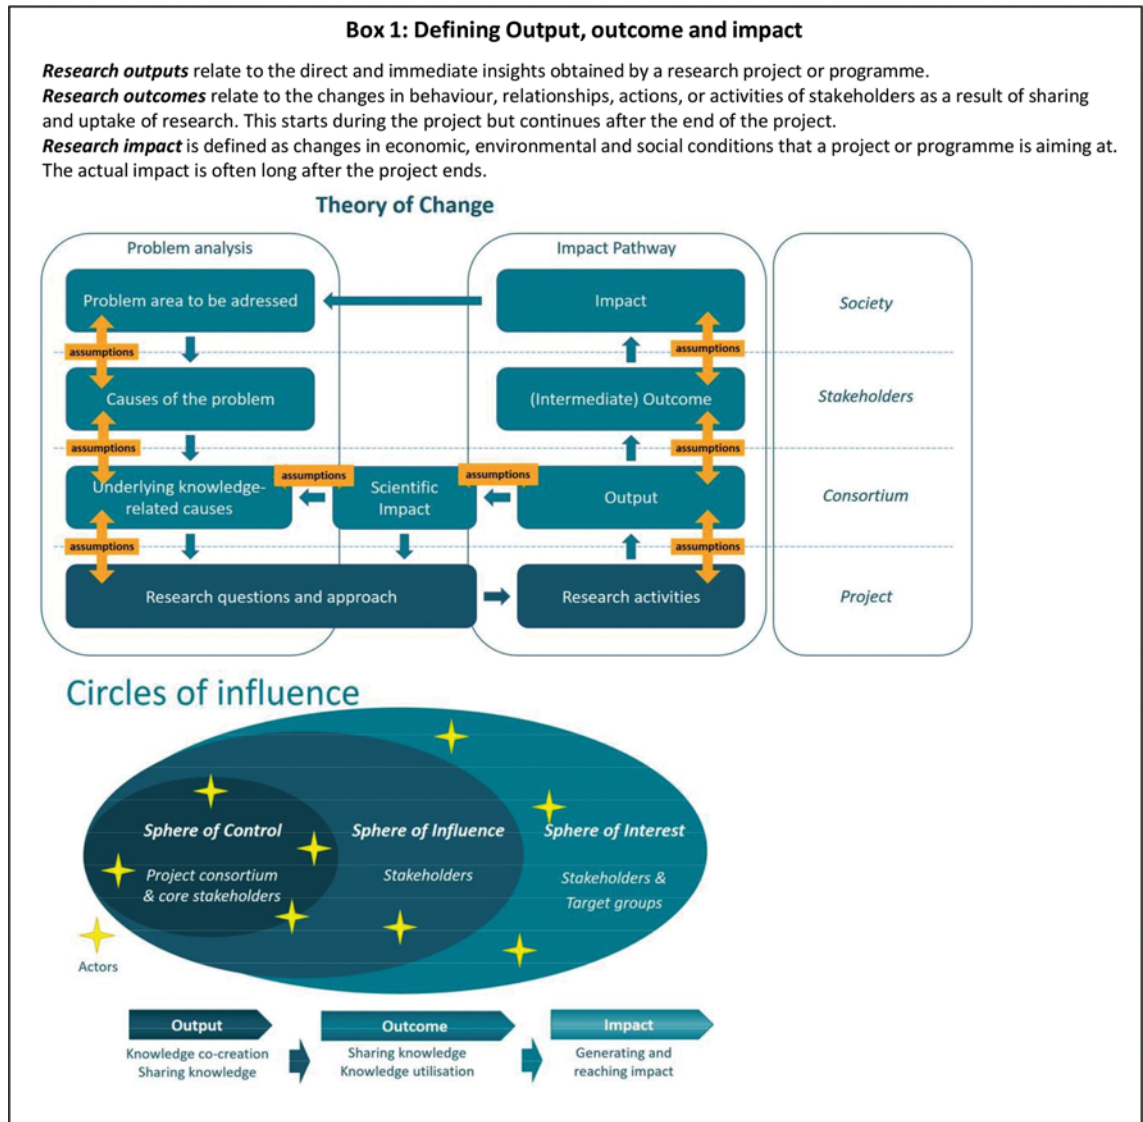 Box 1: Defining Output, outcome and impact
Research outputs relate to the direct and immediate insights obtained by a research project or programme.
Research outcomes relate to the changes in behaviour, relationships, actions, or activities of stakeholders as a result of sharing
and uptake of research. This starts during the project but continues after the end of the project.
Research impact is defined as changes in economic, environmental and social conditions that a project or programme is aiming at.
The actual impact is often long after the project ends.
Theory of Change
Problem analysis
Impact Pathway
Problem area to be adressed
Impact
Society
assumptions
assumptions
Causes of the problem
(Intermediate) Outcome
Stakeholders
assumptions
assumptions
assumptions
assumptions
Underlying knowledge-
related causes
Scientific
Impact
Output
Consortium
assumptions
assumptions
Research questions and approach
Research activities
Project
Circles of influence
Sphere of Control
Sphere of Influence
Sphere of Interest
Project consortium
& core stakeholders
Stakeholders
Stakeholders &
Target groups
Actors
Output
Outcome
Impact
Knowledge co-creation
Sharing knowledge
Sharing knowledge
Knowledge utilisation
Generating and
reaching impact